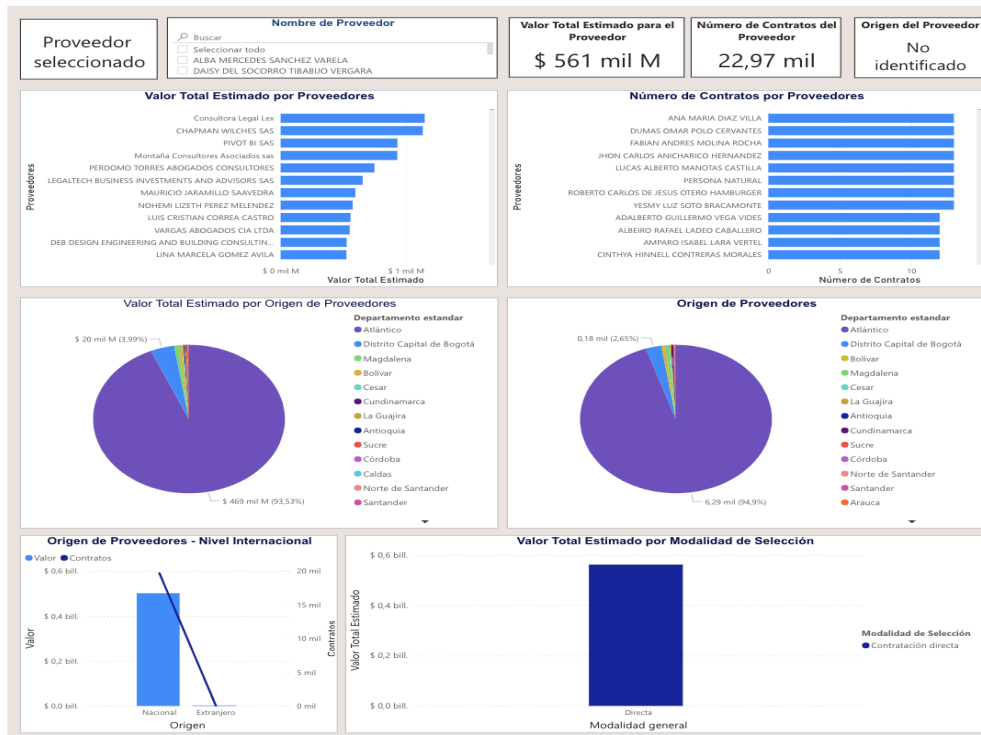 Proveedor
seleccionado
Nombre de Proveedor
Buscar
Seleccionar todo
ALBA MERCEDES SANCHEZ VARELA
DAISY DEL SOCORRO TIBABIJO VERGARA
Valor Total Estimado para el
Proveedor
$ 561 mil M
Número de Contratos del
Proveedor
22,97 mil
Origen del Proveedor
No
identificado
Valor Total Estimado por Proveedores
Proveedores
Consultora Legal Lex
CHAPMAN WILCHES SAS
PIVOT BI SAS
Montaña Consultores Asociados sas
PERDOMO TORRES ABOGADOS CONSULTORES
LEGALTECH BUSINESS INVESTMENTS AND ADVISORS SAS
MAURICIO JARAMILLO SAAVEDRA
NOHEMI LIZETH PEREZ MELENDEZ
LUIS CRISTIAN CORREA CASTRO
VARGAS ABOGADOS CIA LTDA
DEB DESIGN ENGINEERING AND BUILDING CONSULTIN...
LINA MARCELA GOMEZ AVILA
$ 0 mil M $ 1 mil M
Valor Total Estimado
Número de Contratos por Proveedores
Proveedores
ANA MARIA DIAZ VILLA
DUMAS OMAR POLO CERVANTES
FABIAN ANDRES MOLINA ROCHA
JHON CARLOS ANICHARICO HERNANDEZ
LUCAS ALBERTO MANOTAS CASTILLA
PERSONA NATURAL
ROBERTO CARLOS DE JESUS OTERO HAMBURGER
YESMY LUZ SOTO BRACAMONTE
ADALBERTO GUILLERMO VEGA VIDES
ALBEIRO RAFAEL LADEO CABALLERO
AMPARO ISABEL LARA VERTEL
CINTHYA HINNELL CONTRERAS MORALES
0 5 10
Número de Contratos
Valor Total Estimado por Origen de Proveedores
$ 20 mil M (3,99%)
$ 469 mil M (93,53%)
Departamento estandar
Atlántico
Distrito Capital de Bogotá
Magdalena
Bolívar
Cesar
Cundinamarca
La Guajira
Antioquia
Sucre
Córdoba
Caldas
Norte de Santander
Santander
Origen de Proveedores
0,18 mil (2,65%)
6,29 mil (94,9%)
Departamento estandar
Atlántico
Distrito Capital de Bogotá
Bolívar
Magdalena
Cesar
La Guajira
Antioquia
Cundinamarca
Sucre
Córdoba
Norte de Santander
Santander
Arauca
Origen de Proveedores - Nivel Internacional
Valor Contratos
Valor
$ 0,6 bill.
$ 0,4 bill.
$ 0,2 bill.
$ 0,0 bill.
20 mil
15 mil
10 mil
5 mil
0 mil
Contratos
Nacional Extranjero
Origen
Valor Total Estimado por Modalidad de Selección
Valor Total Estimado
$ 0,6 bill.
$ 0,4 bill.
$ 0,2 bill.
$ 0,0 bill.
Directa
Modalidad general
Modalidad de Selección
Contratación directa